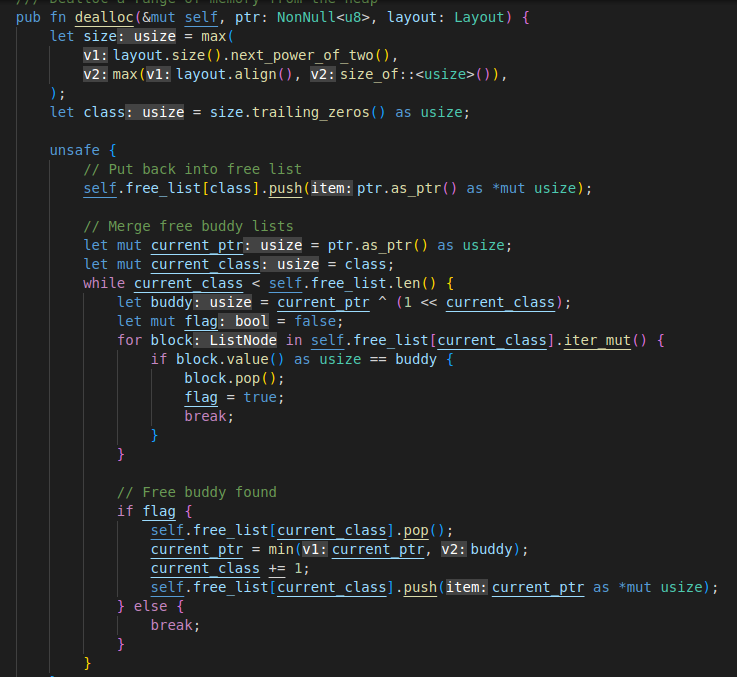 /// Dealloc a range of memory from the heap
pub fn dealloc(&mut self, ptr: NonNull<u8>, layout: Layout) {
    let size: usize = max(
        v1: layout.size().next_power_of_two(),
        v2: max(v1: layout.align(), v2: size_of::<usize>()),
    );
    let class: usize = size.trailing_zeros() as usize;

    unsafe {
        // Put back into free list
        self.free_list[class].push(item: ptr.as_ptr() as *mut usize);

        // Merge free buddy lists
        let mut current_ptr: usize = ptr.as_ptr() as usize;
        let mut current_class: usize = class;
        while current_class < self.free_list.len() {
            let buddy: usize = current_ptr ^ (1 << current_class);
            let mut flag: bool = false;
            for block: ListNode in self.free_list[current_class].iter_mut() {
                if block.value() as usize == buddy {
                    block.pop();
                    flag = true;
                    break;
                }
            }

            // Free buddy found
            if flag {
                self.free_list[current_class].pop();
                current_ptr = min(v1: current_ptr, v2: buddy);
                current_class += 1;
                self.free_list[current_class].push(item: current_ptr as *mut usize);
            } else {
                break;
            }
        }